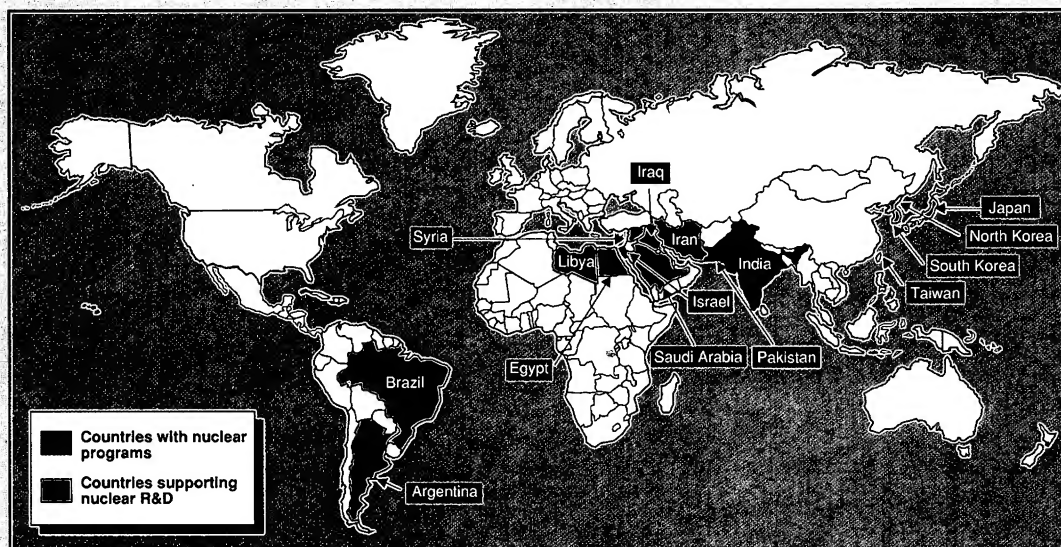 Iraq
Japan
Syria
Iran
North Korea
Libya
India
South Korea
Israel
Taiwan
Egypt
Saudi Arabia
Pakistan
Brazil
Argentina
Countries with nuclear
programs
Countries supporting
nuclear R&D